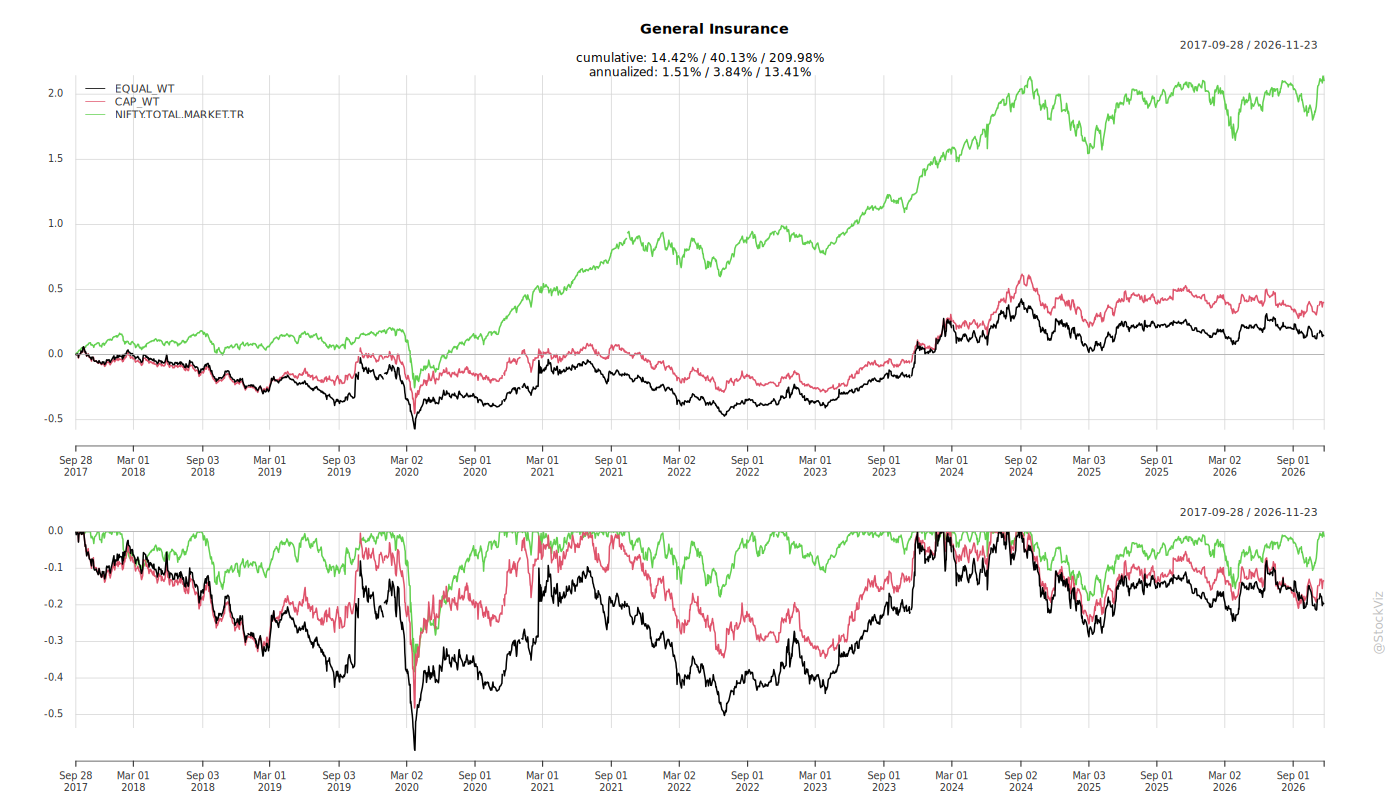 General Insurance
2017-09-28 / 2026-11-23
cumulative: 14.42% / 40.13% / 209.98%
annualized: 1.51% / 3.84% / 13.41%
EQUAL_WT
CAP_WT
NIFTY.TOTAL.MARKET.TR
2.0
1.5
1.0
0.5
0.0
-0.5
Sep 28 Mar 01 Sep 03 Mar 01 Sep 03 Mar 02 Sep 01 Mar 01 Sep 01 Mar 02 Sep 01 Mar 01 Sep 01 Mar 01 Sep 02 Mar 03 Sep 01 Mar 02 Sep 01
2017 2018 2018 2019 2019 2020 2020 2021 2021 2022 2022 2023 2023 2024 2024 2025 2025 2026 2026
2017-09-28 / 2026-11-23
0.0
-0.1
-0.2
-0.3
-0.4
-0.5
Sep 28 Mar 01 Sep 03 Mar 01 Sep 03 Mar 02 Sep 01 Mar 01 Sep 01 Mar 02 Sep 01 Mar 01 Sep 01 Mar 01 Sep 02 Mar 03 Sep 01 Mar 02 Sep 01
2017 2018 2018 2019 2019 2020 2020 2021 2021 2022 2022 2023 2023 2024 2024 2025 2025 2026 2026
@StockViz